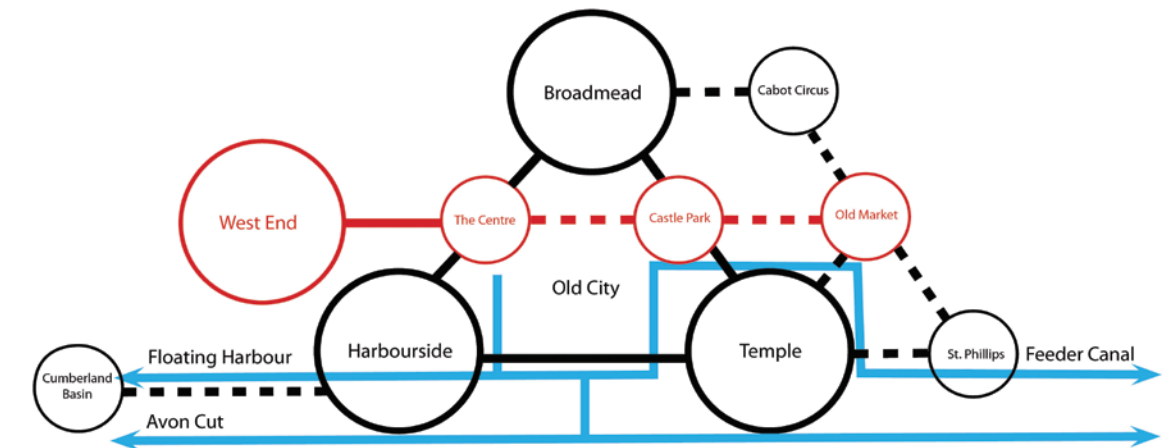 Broadmead
Cabot Circus
West End
The Centre
Castle Park
Old Market
Old City
Floating Harbour
Harbourside
Temple
St. Phillips
Feeder Canal
Cumberland
Basin
Avon Cut